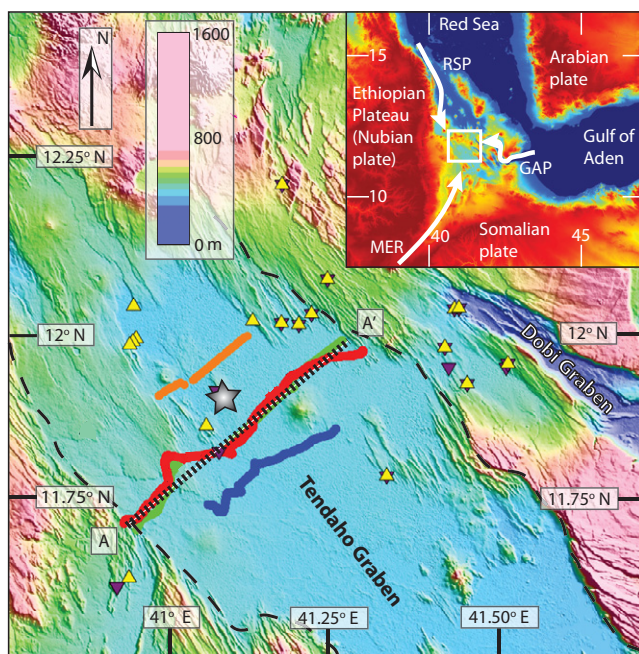 N
1600
800
0 m
12.25° N
12° N
11.75° N
41° E
41.25° E
41.50° E
12° N
11.75° N
A
A'
Dobi Graben
Tendaho Graben
Red Sea
15
RSP
Arabian
plate
Ethiopian
Plateau
(Nubian
plate)
Gulf of
Aden
GAP
10
MER
40
Somalian
plate
45